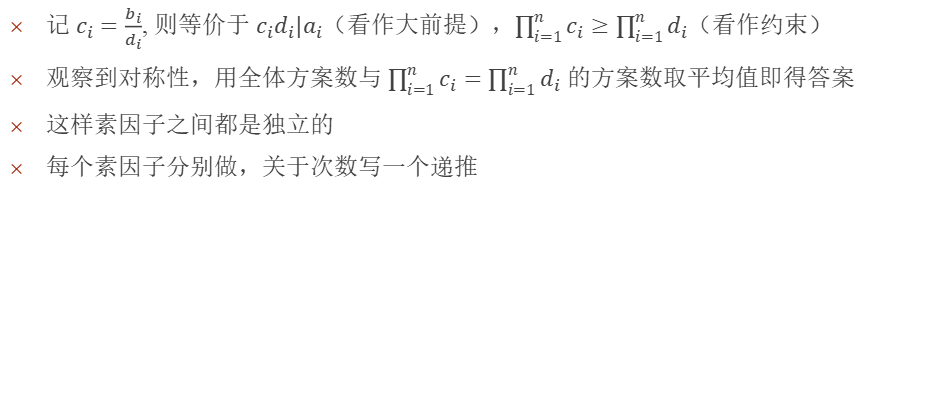 × 记 $c_i = \frac{b_i}{d_i}$, 则等价于 $c_i d_i | a_i$（看作大前提），$\prod_{i=1}^{n} c_i \geq \prod_{i=1}^{n} d_i$（看作约束）
× 观察到对称性，用全体方案数与 $\prod_{i=1}^{n} c_i = \prod_{i=1}^{n} d_i$ 的方案数取平均值即得答案
× 这样素因子之间都是独立的
× 每个素因子分别做，关于次数写一个递推